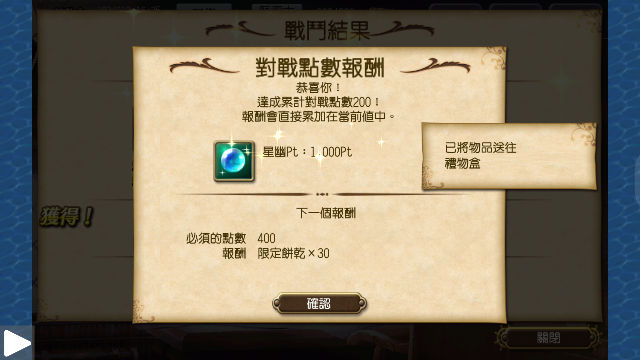 戰鬥結果
對戰點數報酬
恭喜你！
達成累計對戰點數200！
報酬會直接累加在當前值中。
星幽Pt：1,000Pt
已將物品送往
禮物盒
獲得！
下一個報酬
必須的點數 400
報酬 限定餅乾×30
確認
關閉